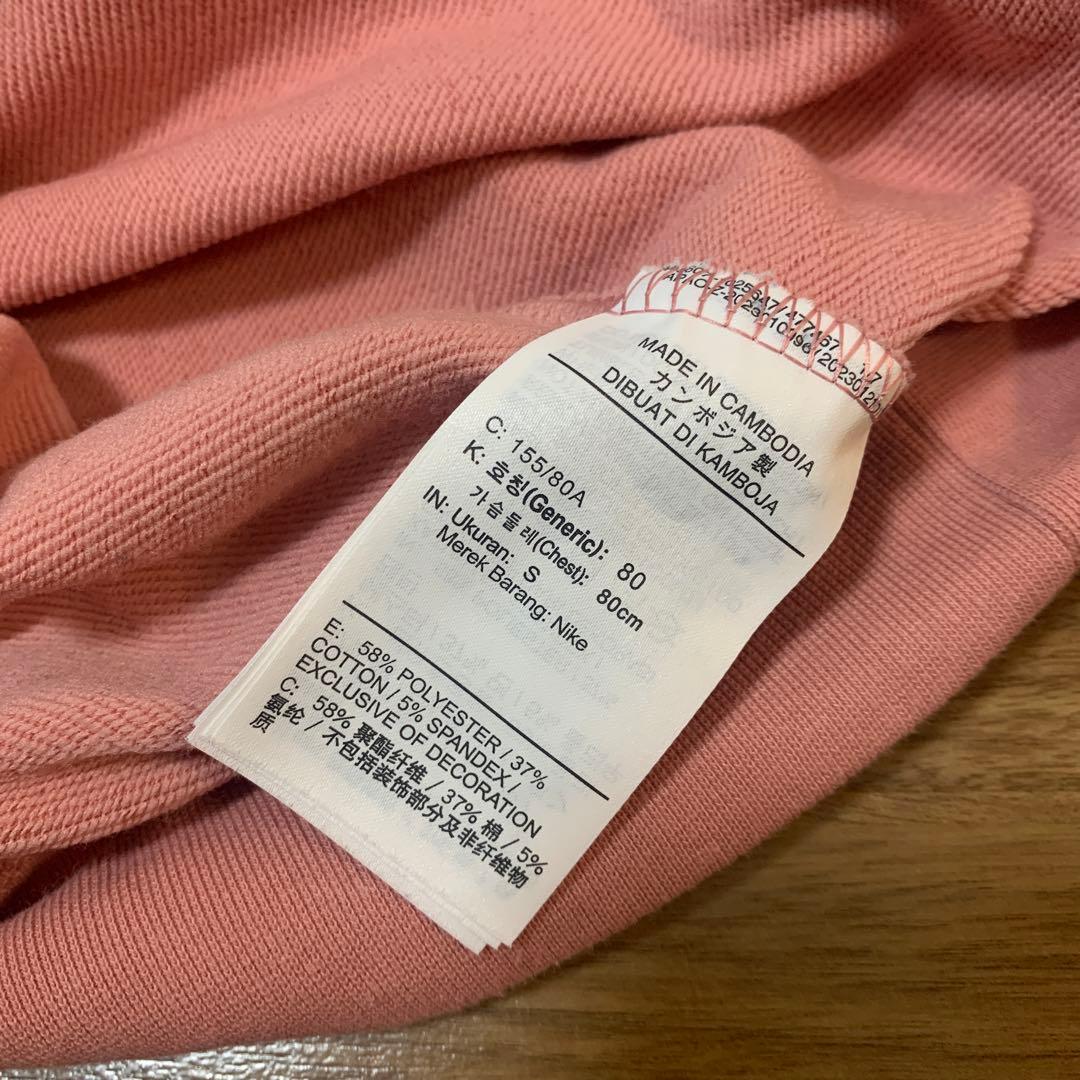 MADE IN CAMBODIA
カンボジア製
DIBUAT DI KAMBOJA
C: 155/80A
K: 호칭(Generic): 80
가슴둘레(Chest): 80cm
IN: Ukuran: S
Merek Barang: Nike
E: 58% POLYESTER / 37%
COTTON / 5% SPANDEX /
EXCLUSIVE OF DECORATION
C: 58% 聚酯纤维 / 37% 棉 / 5%
氨纶 / 不包括装饰部分及非纤维物
质